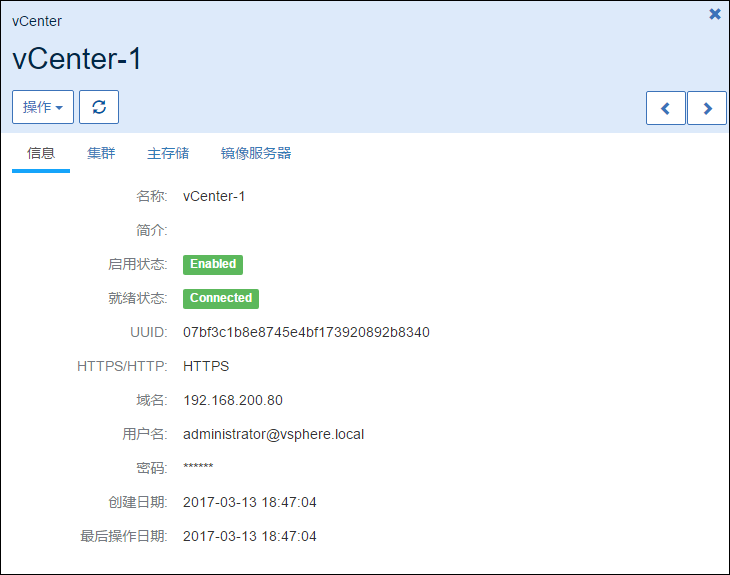 vCenter
vCenter-1
操作
信息 集群 主存储 镜像服务器
名称: vCenter-1
简介:
启用状态: Enabled
就绪状态: Connected
UUID: 07bf3c1b8e8745e4bf173920892b8340
HTTPS/HTTP: HTTPS
域名: 192.168.200.80
用户名: administrator@vsphere.local
密码: ******
创建日期: 2017-03-13 18:47:04
最后操作日期: 2017-03-13 18:47:04